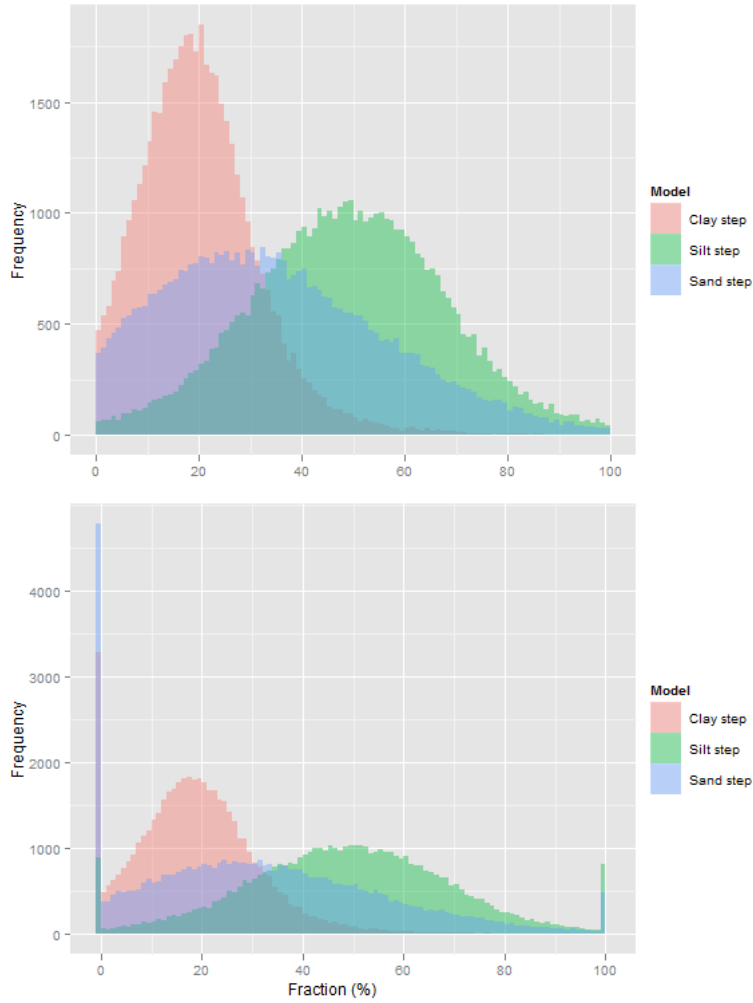 Frequency
1500
1000
500
0
0 20 40 60 80 100
Model
Clay step
Silt step
Sand step
Frequency
4000
3000
2000
1000
0
0 20 40 60 80 100
Fraction (%)
Model
Clay step
Silt step
Sand step